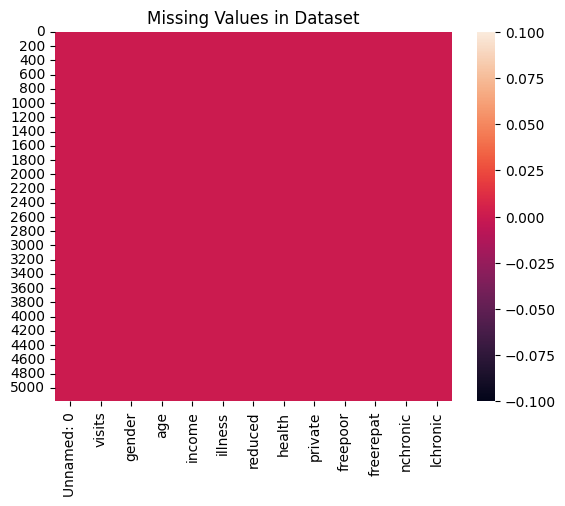 Missing Values in Dataset
0
200
400
600
800
1000
1200
1400
1600
1800
2000
2200
2400
2600
2800
3000
3200
3400
3600
3800
4000
4200
4400
4600
4800
5000
Unnamed: 0
visits
gender
age
income
illness
reduced
health
private
freepoor
freerepat
nchronic
lchronic
0.100
0.075
0.050
0.025
0.000
−0.025
−0.050
−0.075
−0.100